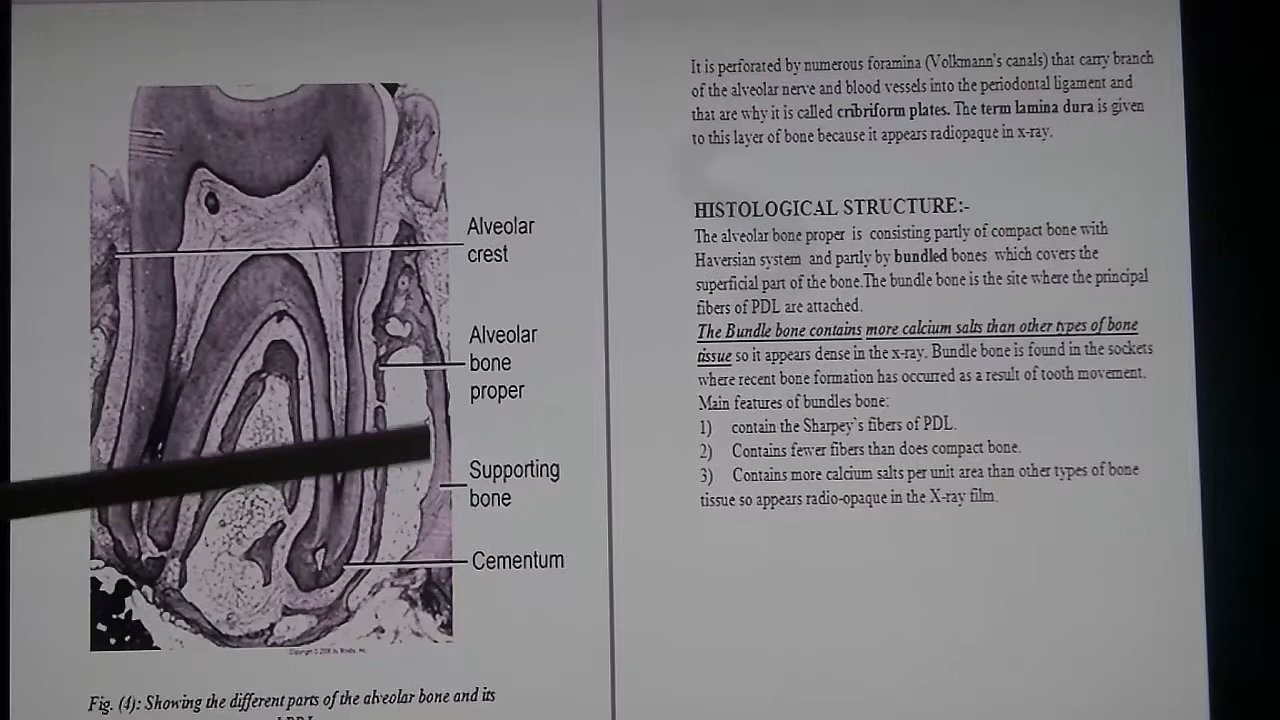 Alveolar
crest
Alveolar
bone
proper
Supporting
bone
Cementum
Fig. (4): Showing the different parts of the alveolar bone and its
It is perforated by numerous foramina (Volkmann's canals) that carry branch
of the alveolar nerve and blood vessels into the periodontal ligament and
that are why it is called cribriform plates. The term lamina dura is given
to this layer of bone because it appears radiopaque in x-ray.
HISTOLOGICAL STRUCTURE:-
The alveolar bone proper is consisting partly of compact bone with
Haversian system and partly by bundled bones which covers the
superficial part of the bone.The bundle bone is the site where the principal
fibers of PDL are attached.
The Bundle bone contains more calcium salts than other types of bone
tissue so it appears dense in the x-ray. Bundle bone is found in the sockets
where recent bone formation has occurred as a result of tooth movement.
Main features of bundles bone:
1) contain the Sharpey`s fibers of PDL.
2) Contains fewer fibers than does compact bone.
3) Contains more calcium salts per unit area than other types of bone
tissue so appears radio-opaque in the X-ray film.